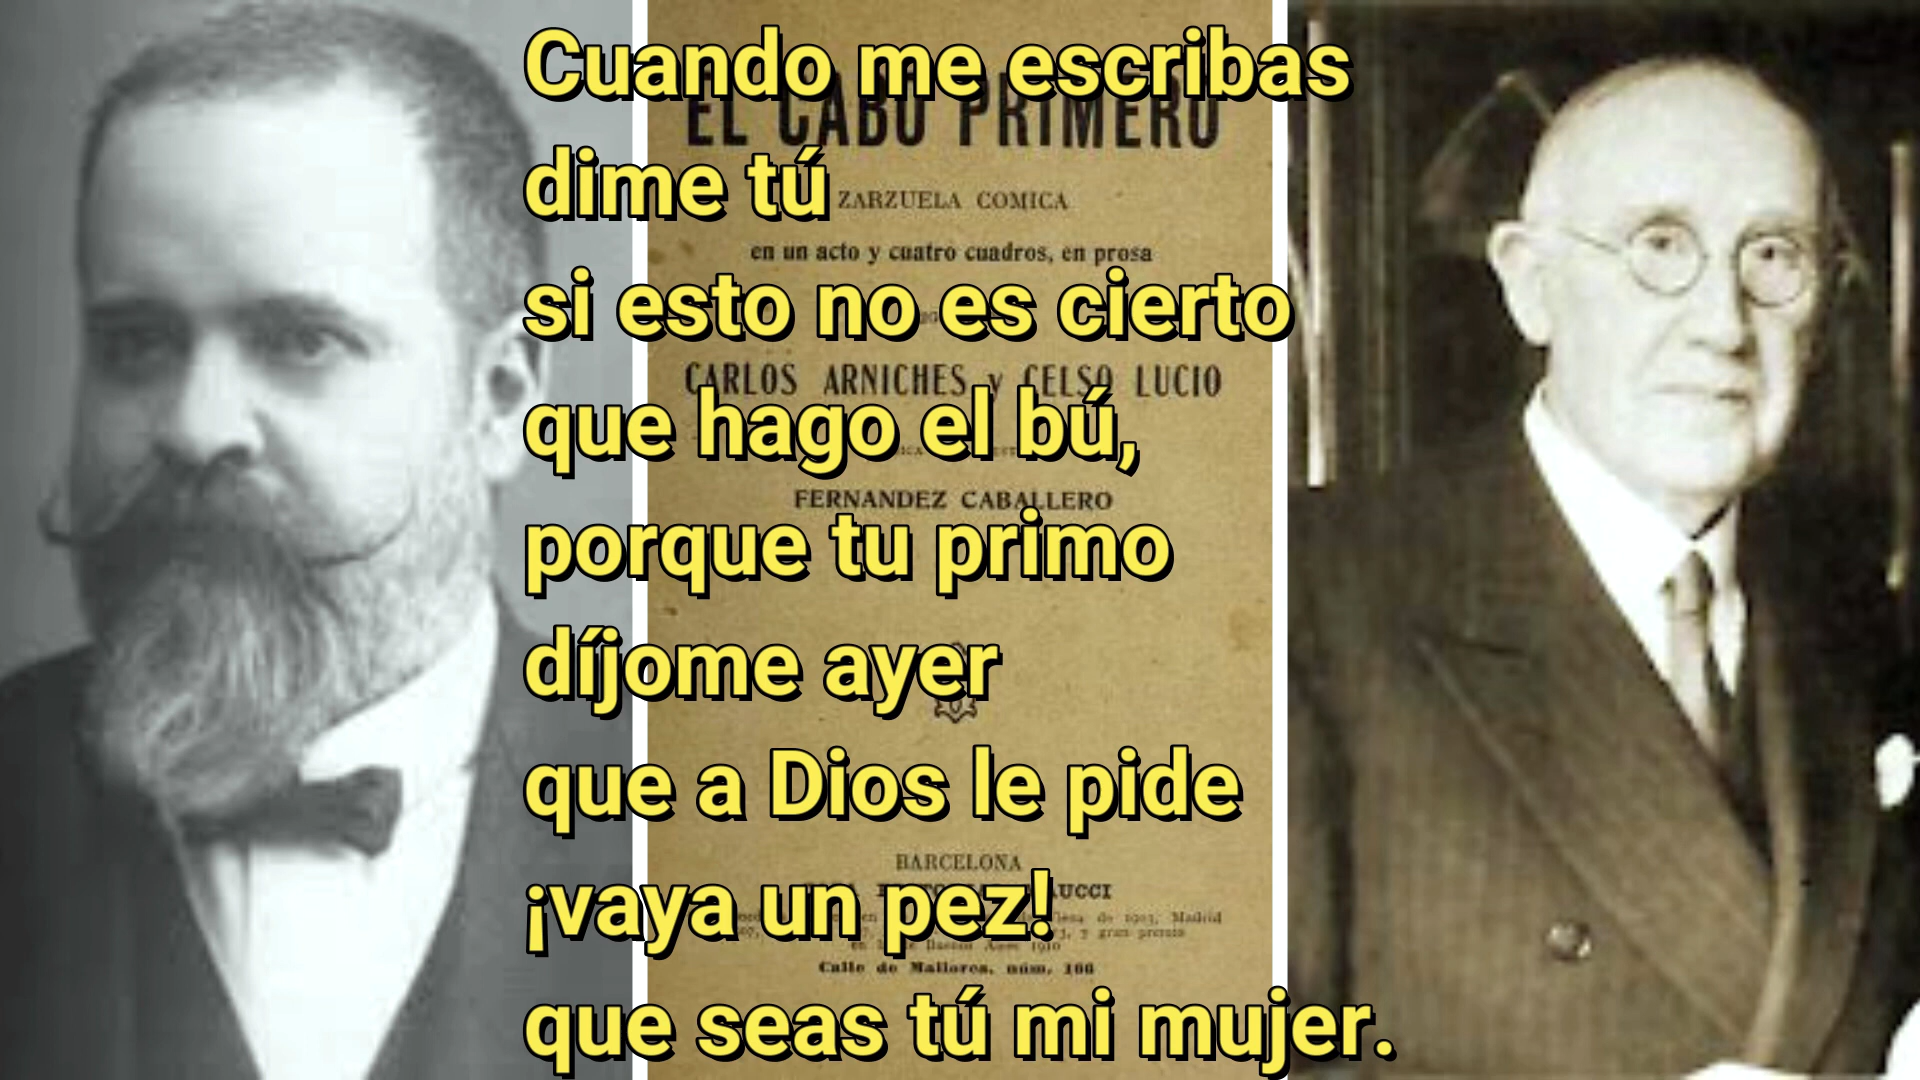 Cuando me escribas
EL CABO PRIMERO
dime tú
ZARZUELA COMICA
en un acto y cuatro cuadros, en prosa
si esto no es cierto
CARLOS ARNICHES y CELSO LUCIO
que hago el bú,
FERNANDEZ CABALLERO
porque tu primo
díjome ayer
que a Dios le pide
BARCELONA
¡vaya un pez!
Calle de Mallorca, núm. 166
que seas tú mi mujer.